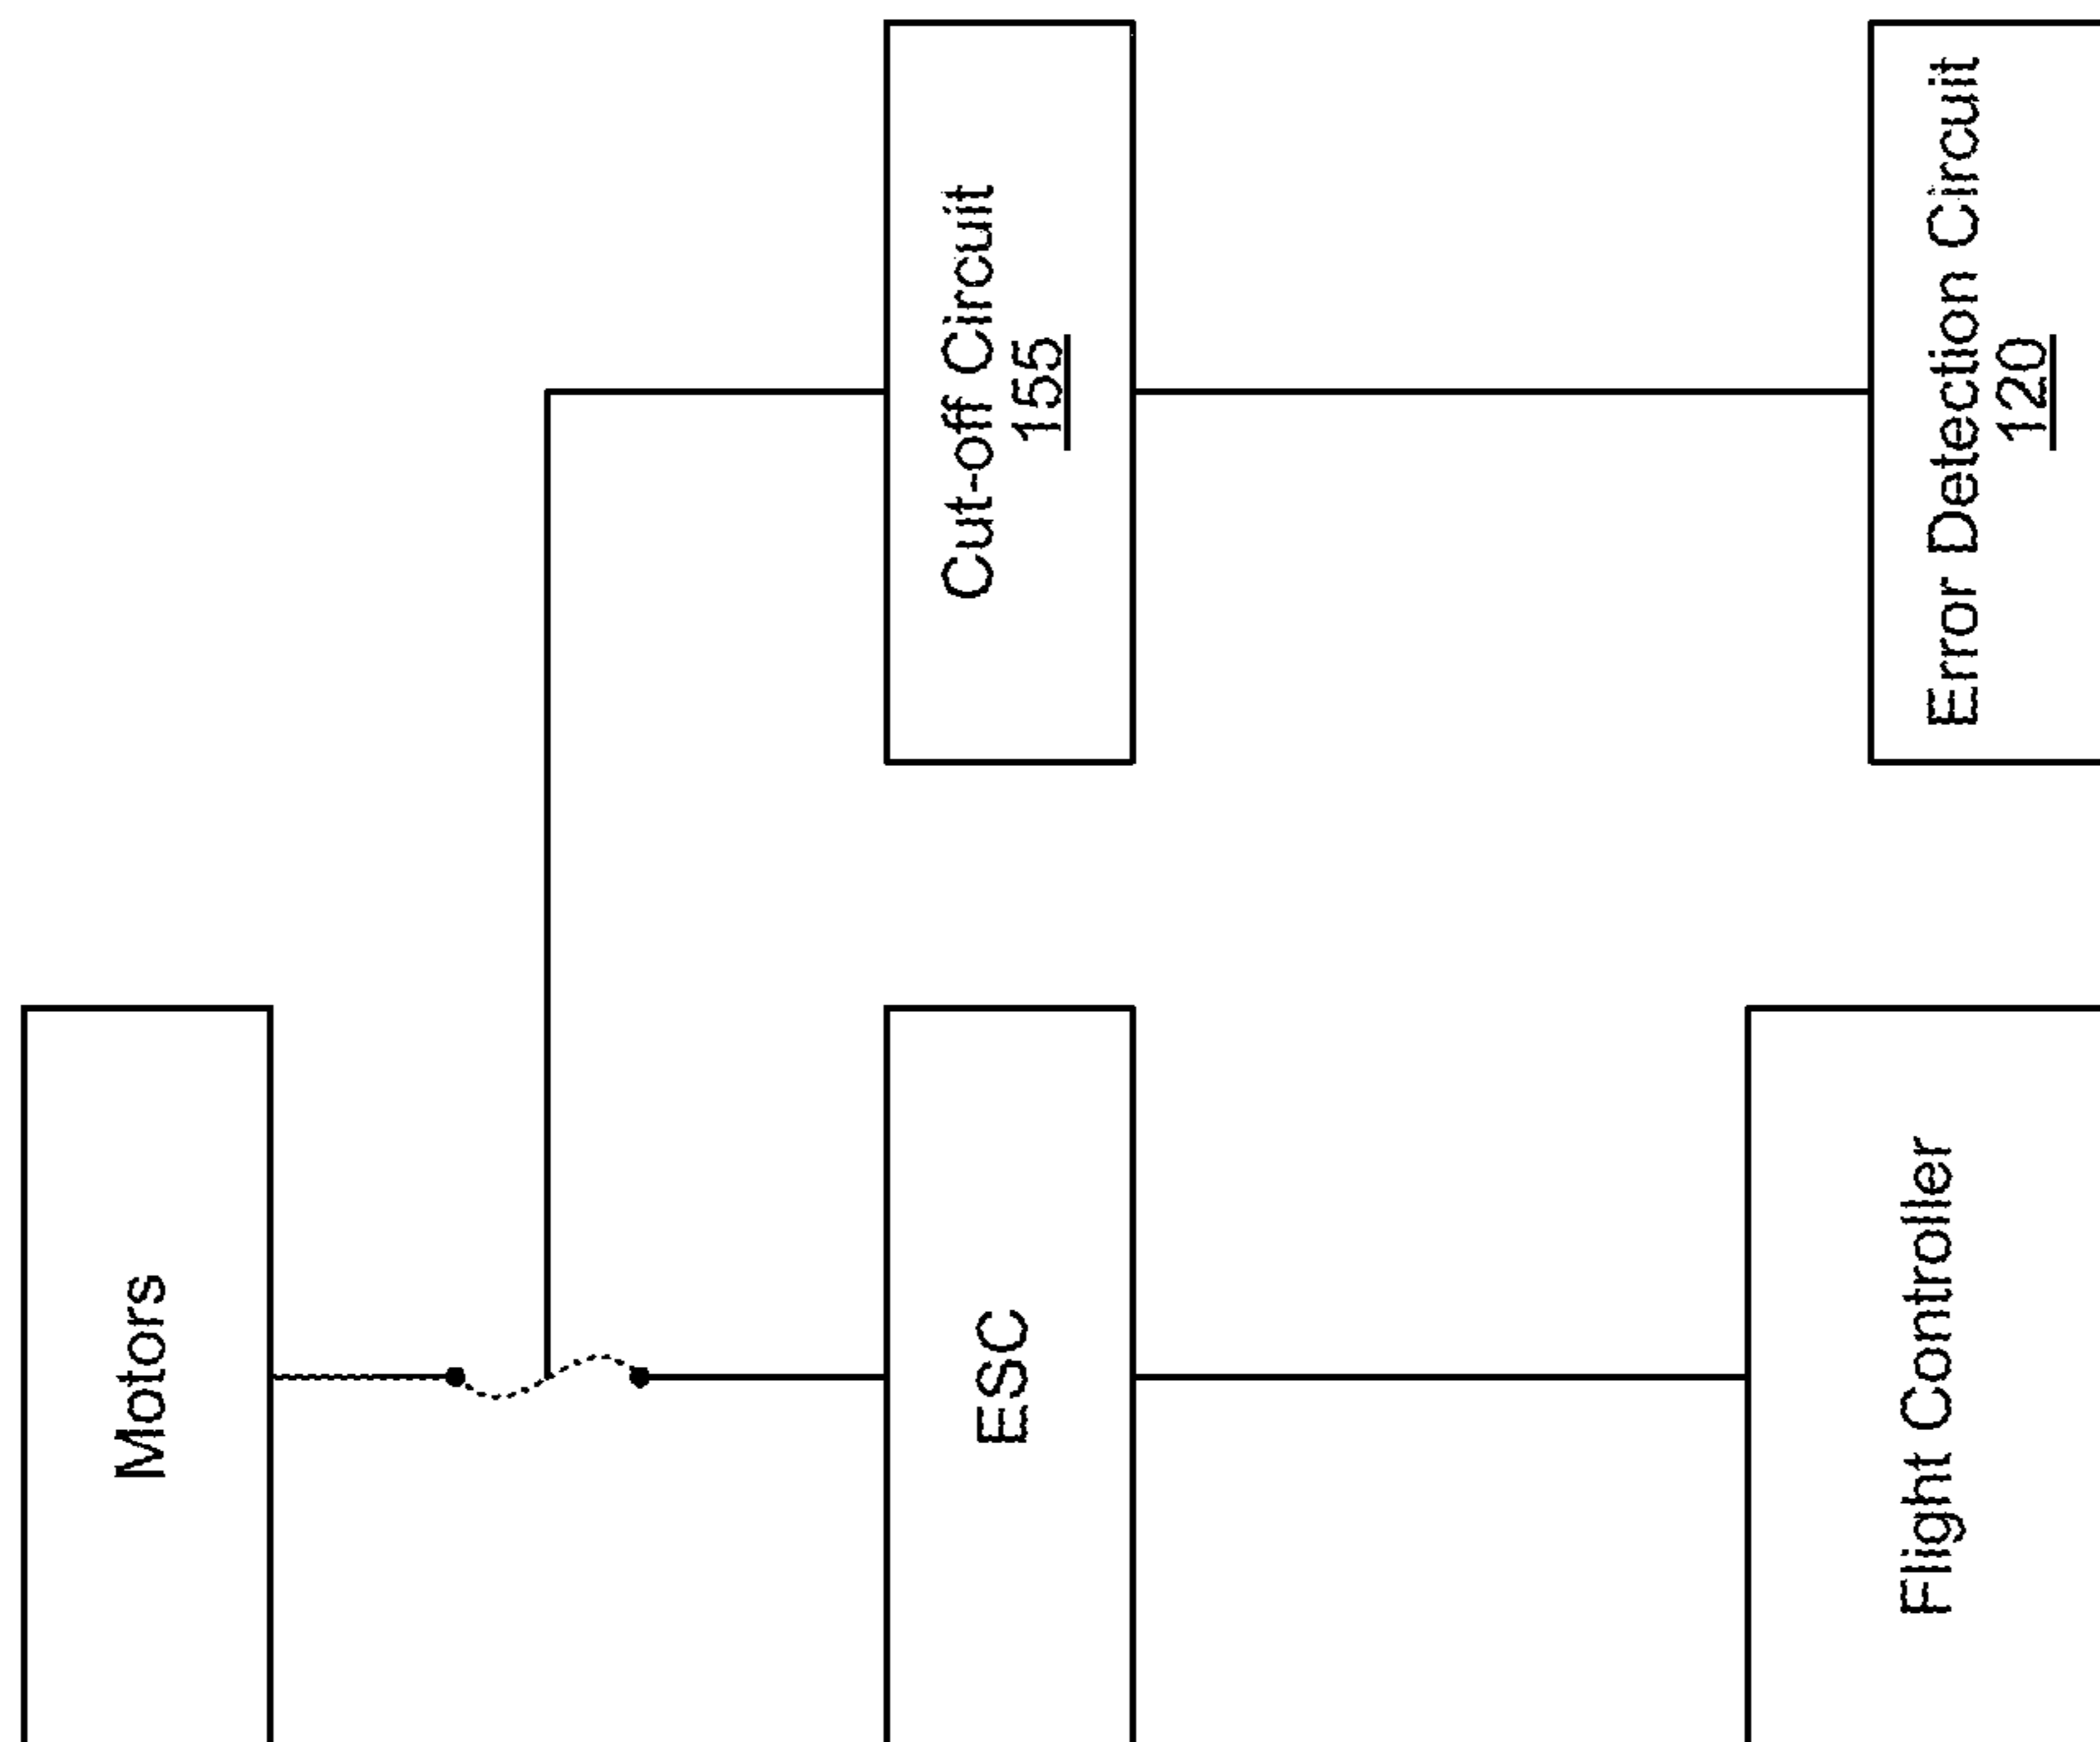 Motors
ESC
Flight Controller
Cut-off Circuit
155
Error Detection Circuit
120